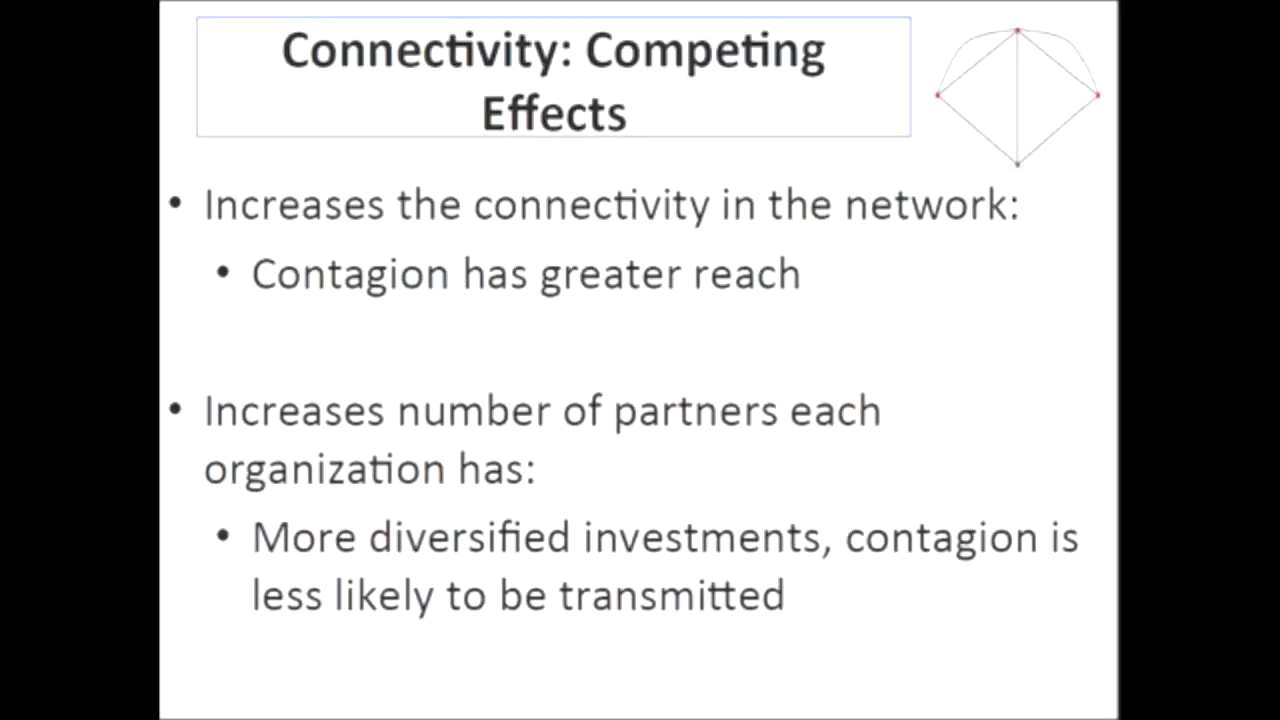 Connectivity: Competing
Effects
• Increases the connectivity in the network:
• Contagion has greater reach
• Increases number of partners each
organization has:
• More diversified investments, contagion is
less likely to be transmitted